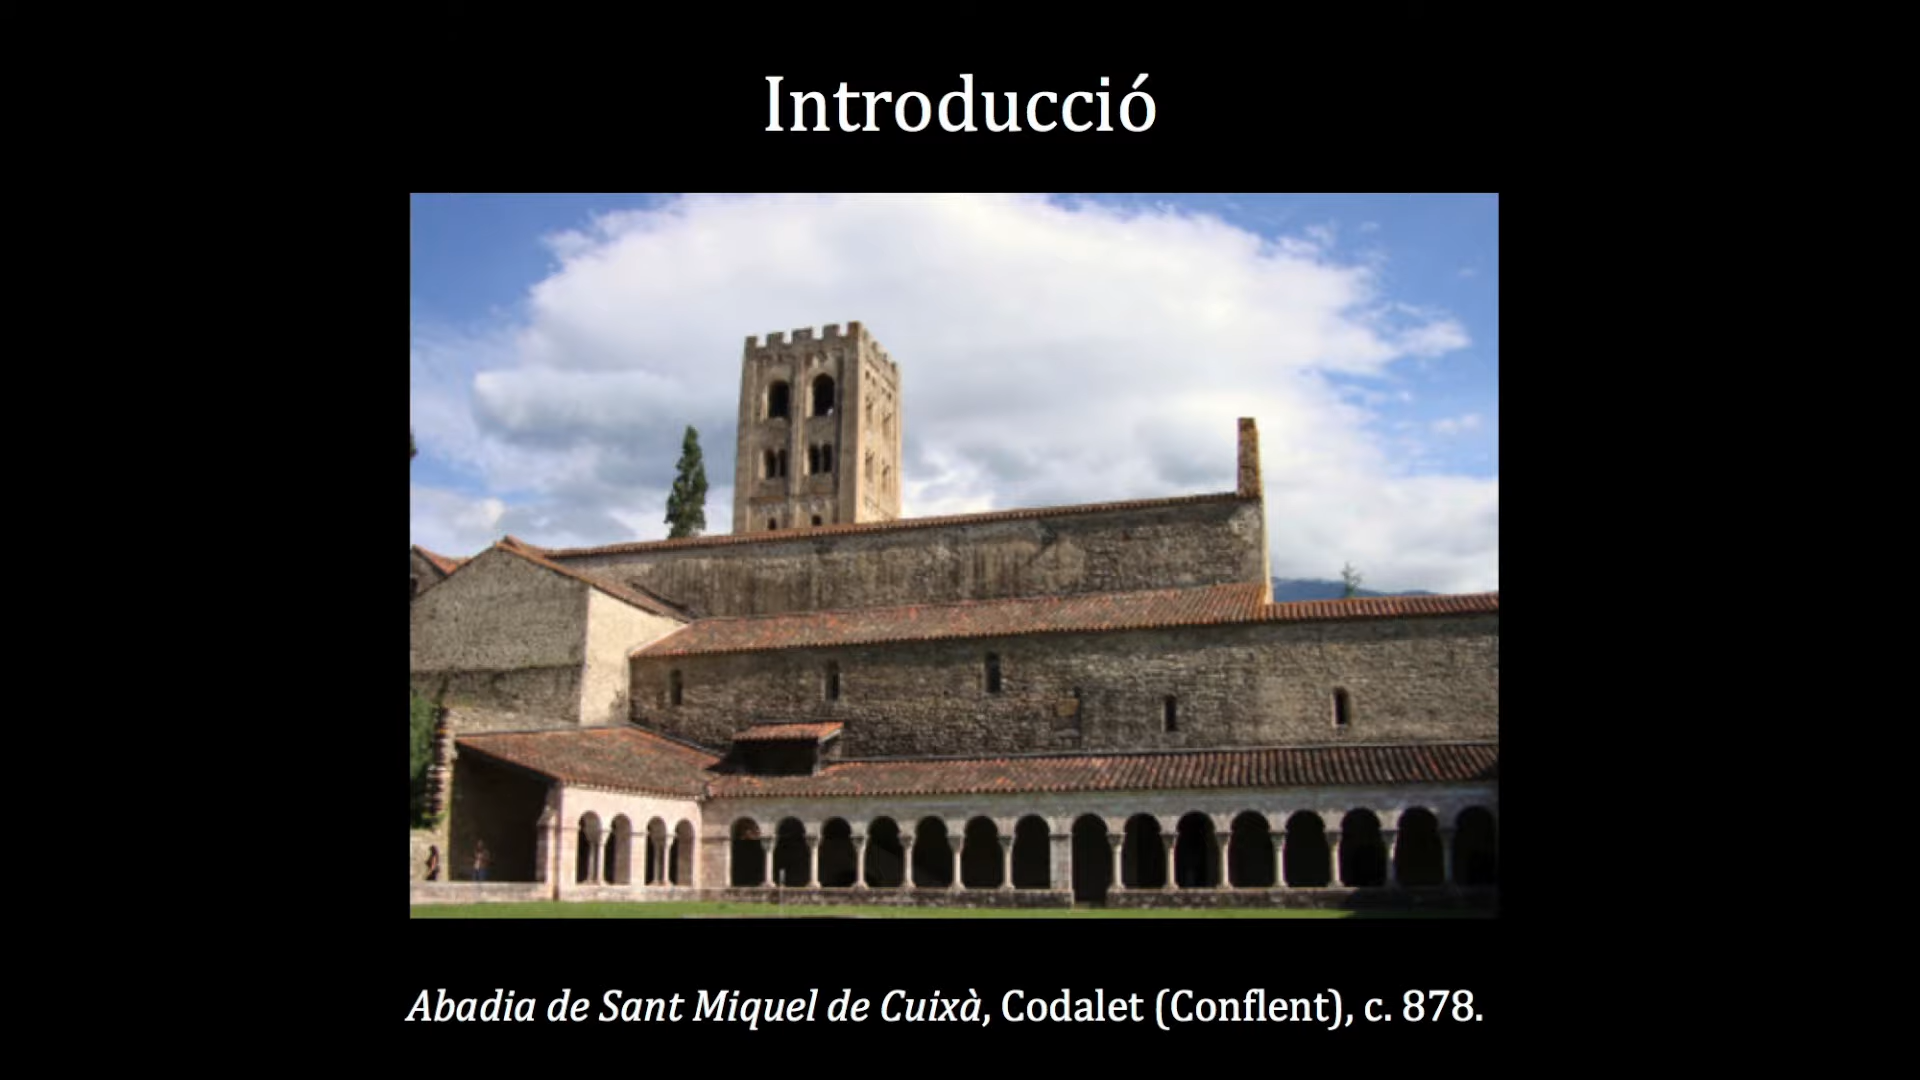 Introducció
Abadia de Sant Miquel de Cuixà, Codalet (Conflent), c. 878.